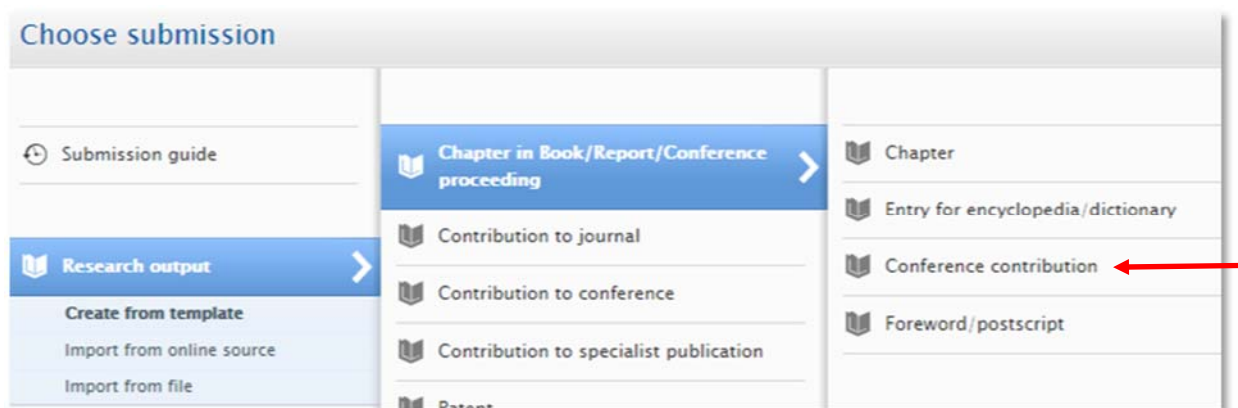 Choose submission
Submission guide
Research output
Create from template
Import from online source
Import from file
Chapter in Book/Report/Conference
proceeding
Contribution to journal
Contribution to conference
Contribution to specialist publication
Patent
Chapter
Entry for encyclopedia/dictionary
Conference contribution
Foreword/postscript